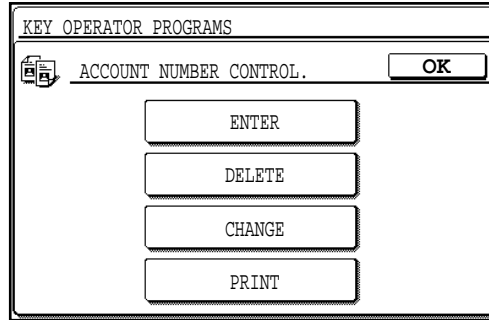 KEY OPERATOR PROGRAMS
ACCOUNT NUMBER CONTROL. OK
ENTER
DELETE
CHANGE
PRINT